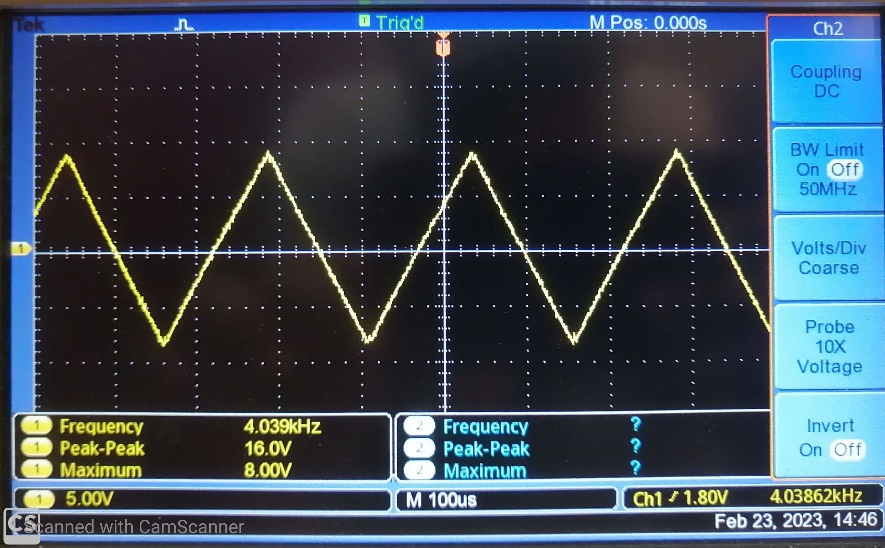 Tek
Trig'd
M Pos: 0.000s
Ch2
Coupling
DC
BW Limit
On Off
50MHz
Volts/Div
Coarse
Probe
10X
Voltage
Invert
On Off
1
1 Frequency 4.039kHz
1 Peak-Peak 16.0V
1 Maximum 8.00V
2 Frequency ?
2 Peak-Peak ?
2 Maximum ?
1 5.00V
M 100us
Ch1 1.80V 4.03862kHz
Feb 23, 2023, 14:46
CS Scanned with CamScanner